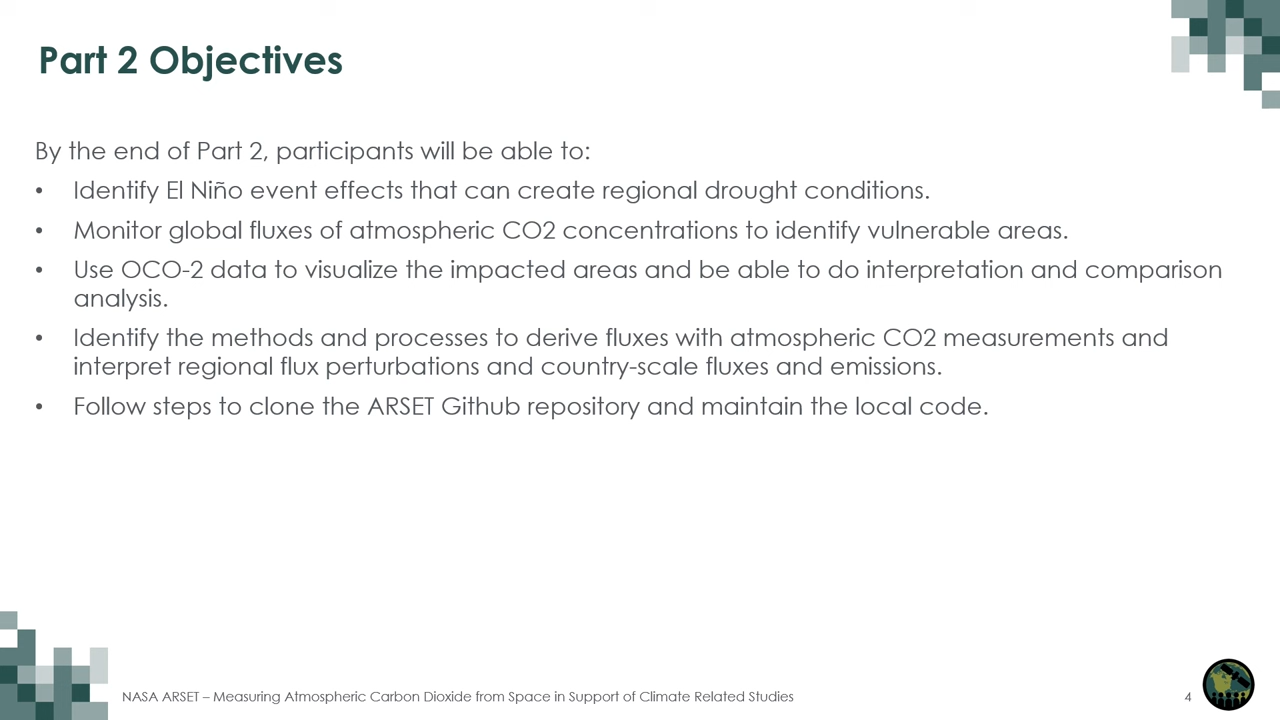 Part 2 Objectives
By the end of Part 2, participants will be able to:
• Identify El Niño event effects that can create regional drought conditions.
• Monitor global fluxes of atmospheric CO2 concentrations to identify vulnerable areas.
• Use OCO-2 data to visualize the impacted areas and be able to do interpretation and comparison
analysis.
• Identify the methods and processes to derive fluxes with atmospheric CO2 measurements and
interpret regional flux perturbations and country-scale fluxes and emissions.
• Follow steps to clone the ARSET Github repository and maintain the local code.
NASA ARSET – Measuring Atmospheric Carbon Dioxide from Space in Support of Climate Related Studies
4